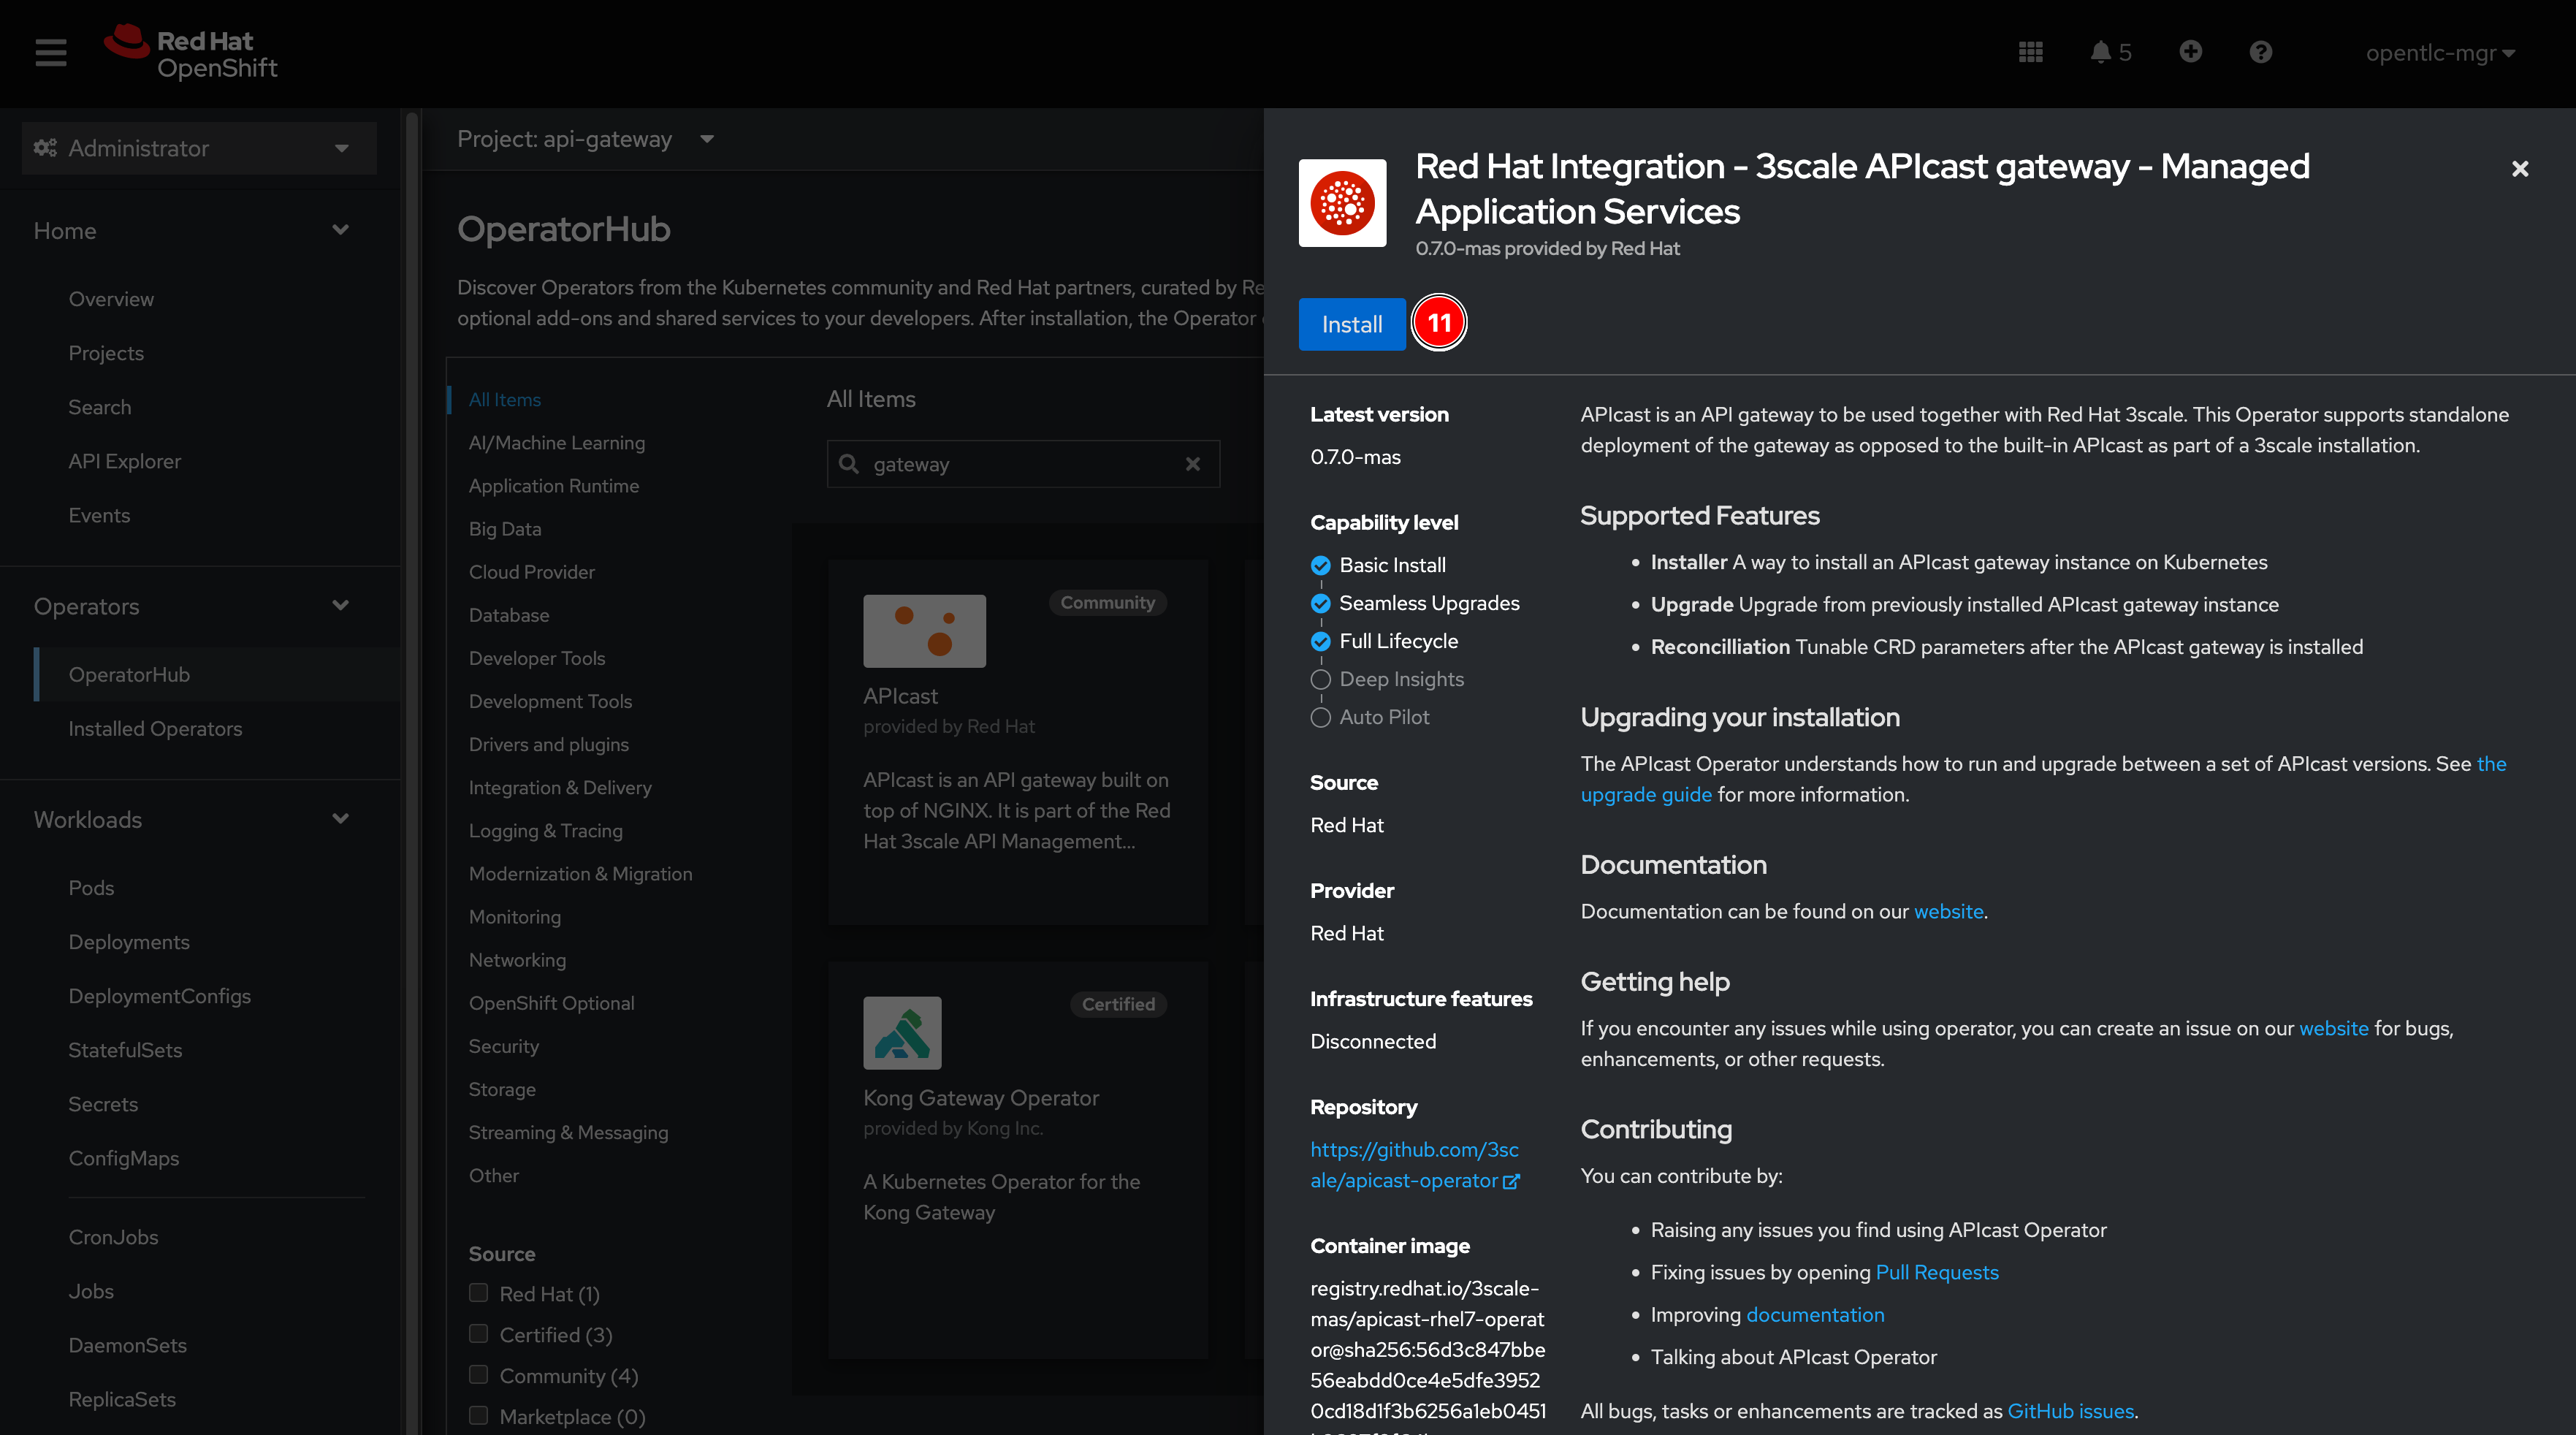 Red Hat
OpenShift
5
opentlc-mgr
Administrator
Home
Overview
Projects
Search
API Explorer
Events
Operators
OperatorHub
Installed Operators
Workloads
Pods
Deployments
DeploymentConfigs
StatefulSets
Secrets
ConfigMaps
CronJobs
Jobs
DaemonSets
ReplicaSets
Project: api-gateway
OperatorHub
Discover Operators from the Kubernetes community and Red Hat partners, curated by Re
optional add-ons and shared services to your developers. After installation, the Operator
All Items
AI/Machine Learning
Application Runtime
Big Data
Cloud Provider
Database
Developer Tools
Development Tools
Drivers and plugins
Integration & Delivery
Logging & Tracing
Modernization & Migration
Monitoring
Networking
OpenShift Optional
Security
Storage
Streaming & Messaging
Other
Source
Red Hat (1)
Certified (3)
Community (4)
Marketplace (0)
All Items
gateway
Community
APIcast
provided by Red Hat
APIcast is an API gateway built on
top of NGINX. It is part of the Red
Hat 3scale API Management...
Certified
Kong Gateway Operator
provided by Kong Inc.
A Kubernetes Operator for the
Kong Gateway
Red Hat Integration - 3scale APIcast gateway - Managed
Application Services
0.7.0-mas provided by Red Hat
Install
11
Latest version
0.7.0-mas
Capability level
Basic Install
Seamless Upgrades
Full Lifecycle
Deep Insights
Auto Pilot
Source
Red Hat
Provider
Red Hat
Infrastructure features
Disconnected
Repository
https://github.com/3sc
ale/apicast-operator
Container image
registry.redhat.io/3scale-
mas/apicast-rhel7-operat
or@sha256:56d3c847bbe
56eabdd0ce4e5dfe3952
0cd18d1f3b6256a1eb0451
APIcast is an API gateway to be used together with Red Hat 3scale. This Operator supports standalone
deployment of the gateway as opposed to the built-in APIcast as part of a 3scale installation.
Supported Features
• Installer A way to install an APIcast gateway instance on Kubernetes
• Upgrade Upgrade from previously installed APIcast gateway instance
• Reconcilliation Tunable CRD parameters after the APIcast gateway is installed
Upgrading your installation
The APIcast Operator understands how to run and upgrade between a set of APIcast versions. See the
upgrade guide for more information.
Documentation
Documentation can be found on our website.
Getting help
If you encounter any issues while using operator, you can create an issue on our website for bugs,
enhancements, or other requests.
Contributing
You can contribute by:
• Raising any issues you find using APIcast Operator
• Fixing issues by opening Pull Requests
• Improving documentation
• Talking about APIcast Operator
All bugs, tasks or enhancements are tracked as GitHub issues.